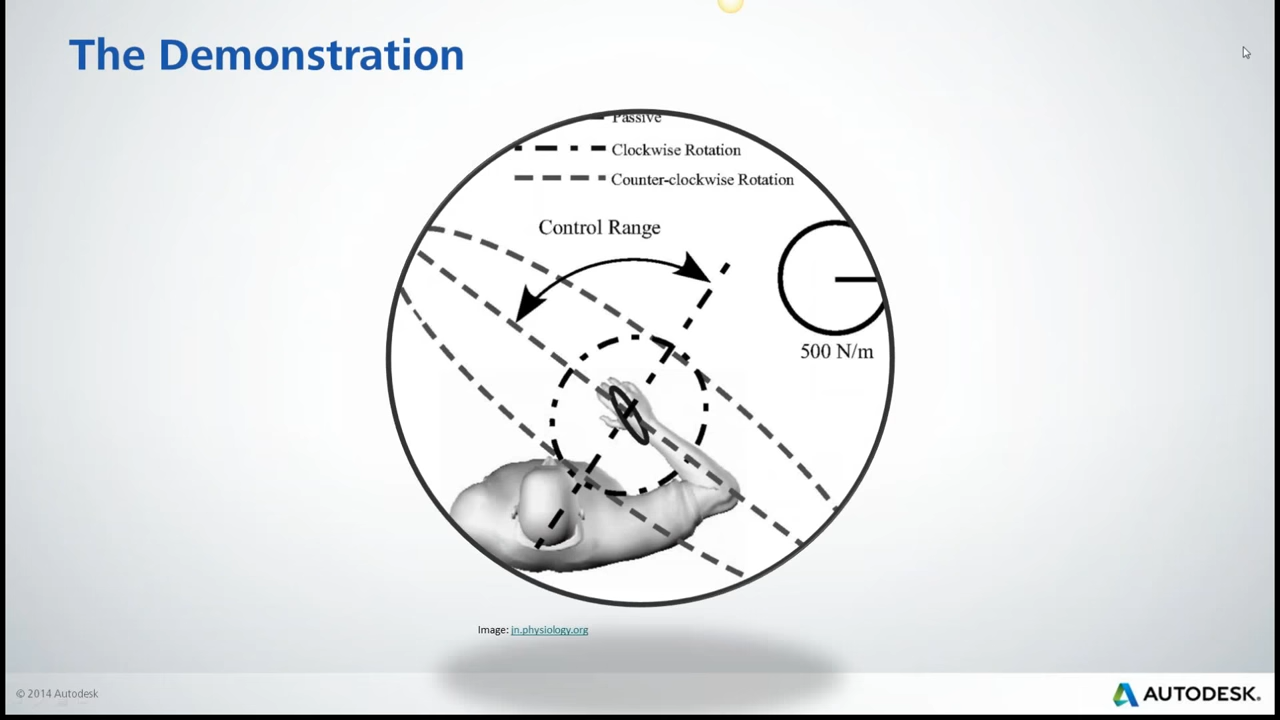 The Demonstration
Passive
Clockwise Rotation
Counter-clockwise Rotation
Control Range
500 N/m
Image: jn.physiology.org
© 2014 Autodesk
AUTODESK.